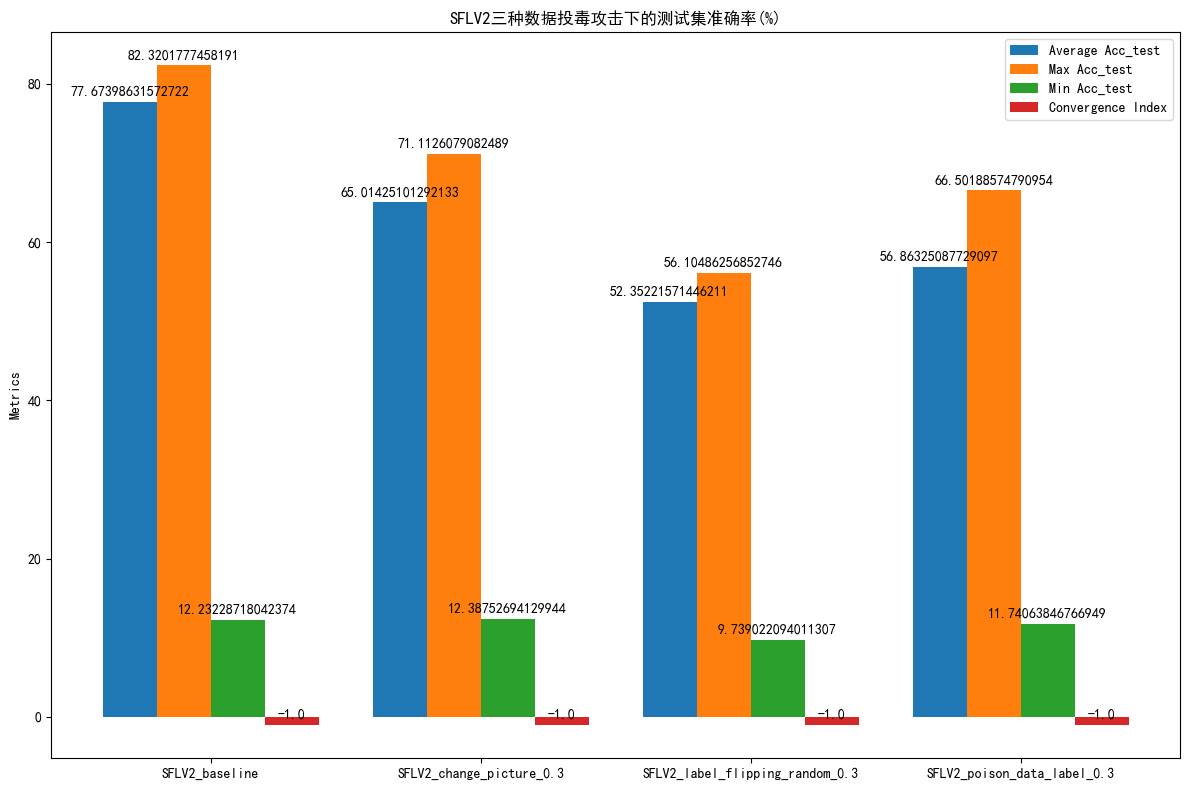 SFLV2三种数据投毒攻击下的测试集准确率(%)
Average Acc_test
Max Acc_test
Min Acc_test
Convergence Index
Metrics
80
60
40
20
0
77.67398631572722
82.3201777458191
12.23228718042374
-1.0
65.01425101292133
71.1126079082489
12.38752694129944
-1.0
52.35221571446211
56.10486256852746
9.739022094011307
-1.0
56.86325087729097
66.50188574790954
11.74063846766949
-1.0
SFLV2_baseline
SFLV2_change_picture_0.3
SFLV2_label_flipping_random_0.3
SFLV2_poison_data_label_0.3